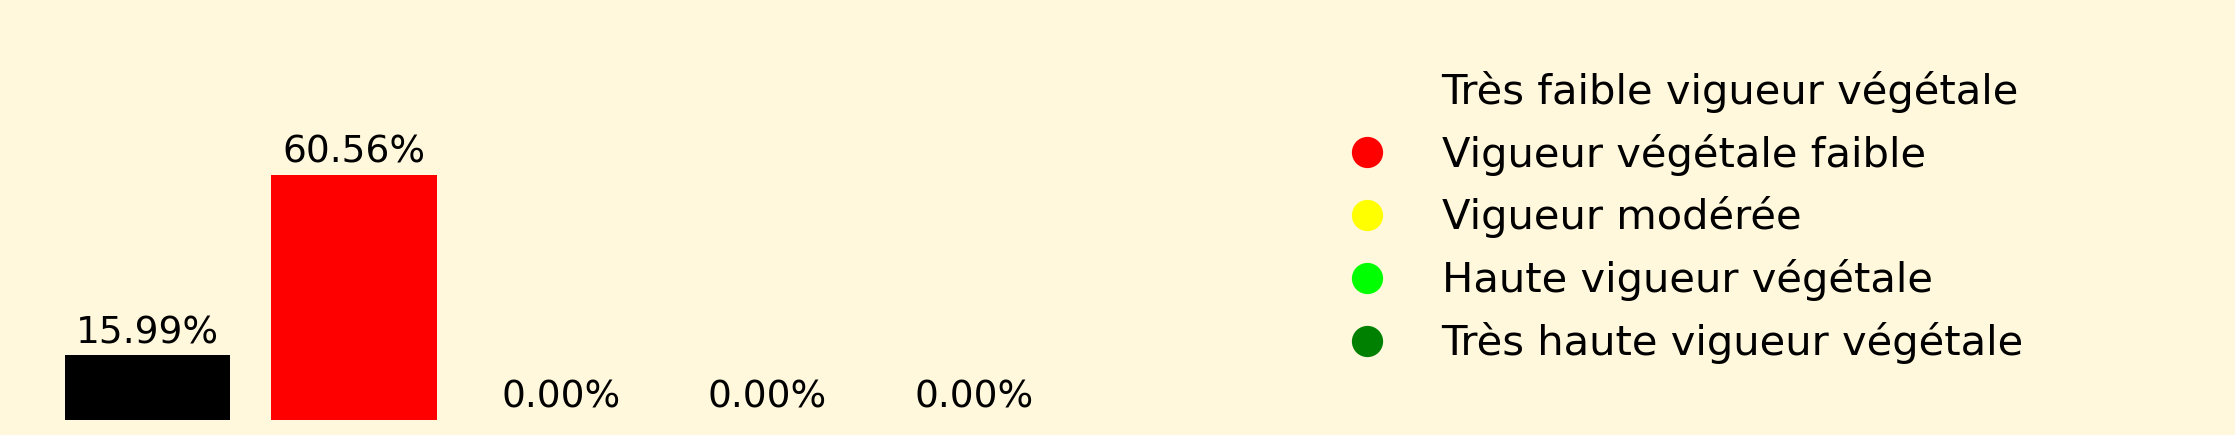 15.99%
60.56%
0.00%
0.00%
0.00%
Très faible vigueur végétale
Vigueur végétale faible
Vigueur modérée
Haute vigueur végétale
Très haute vigueur végétale